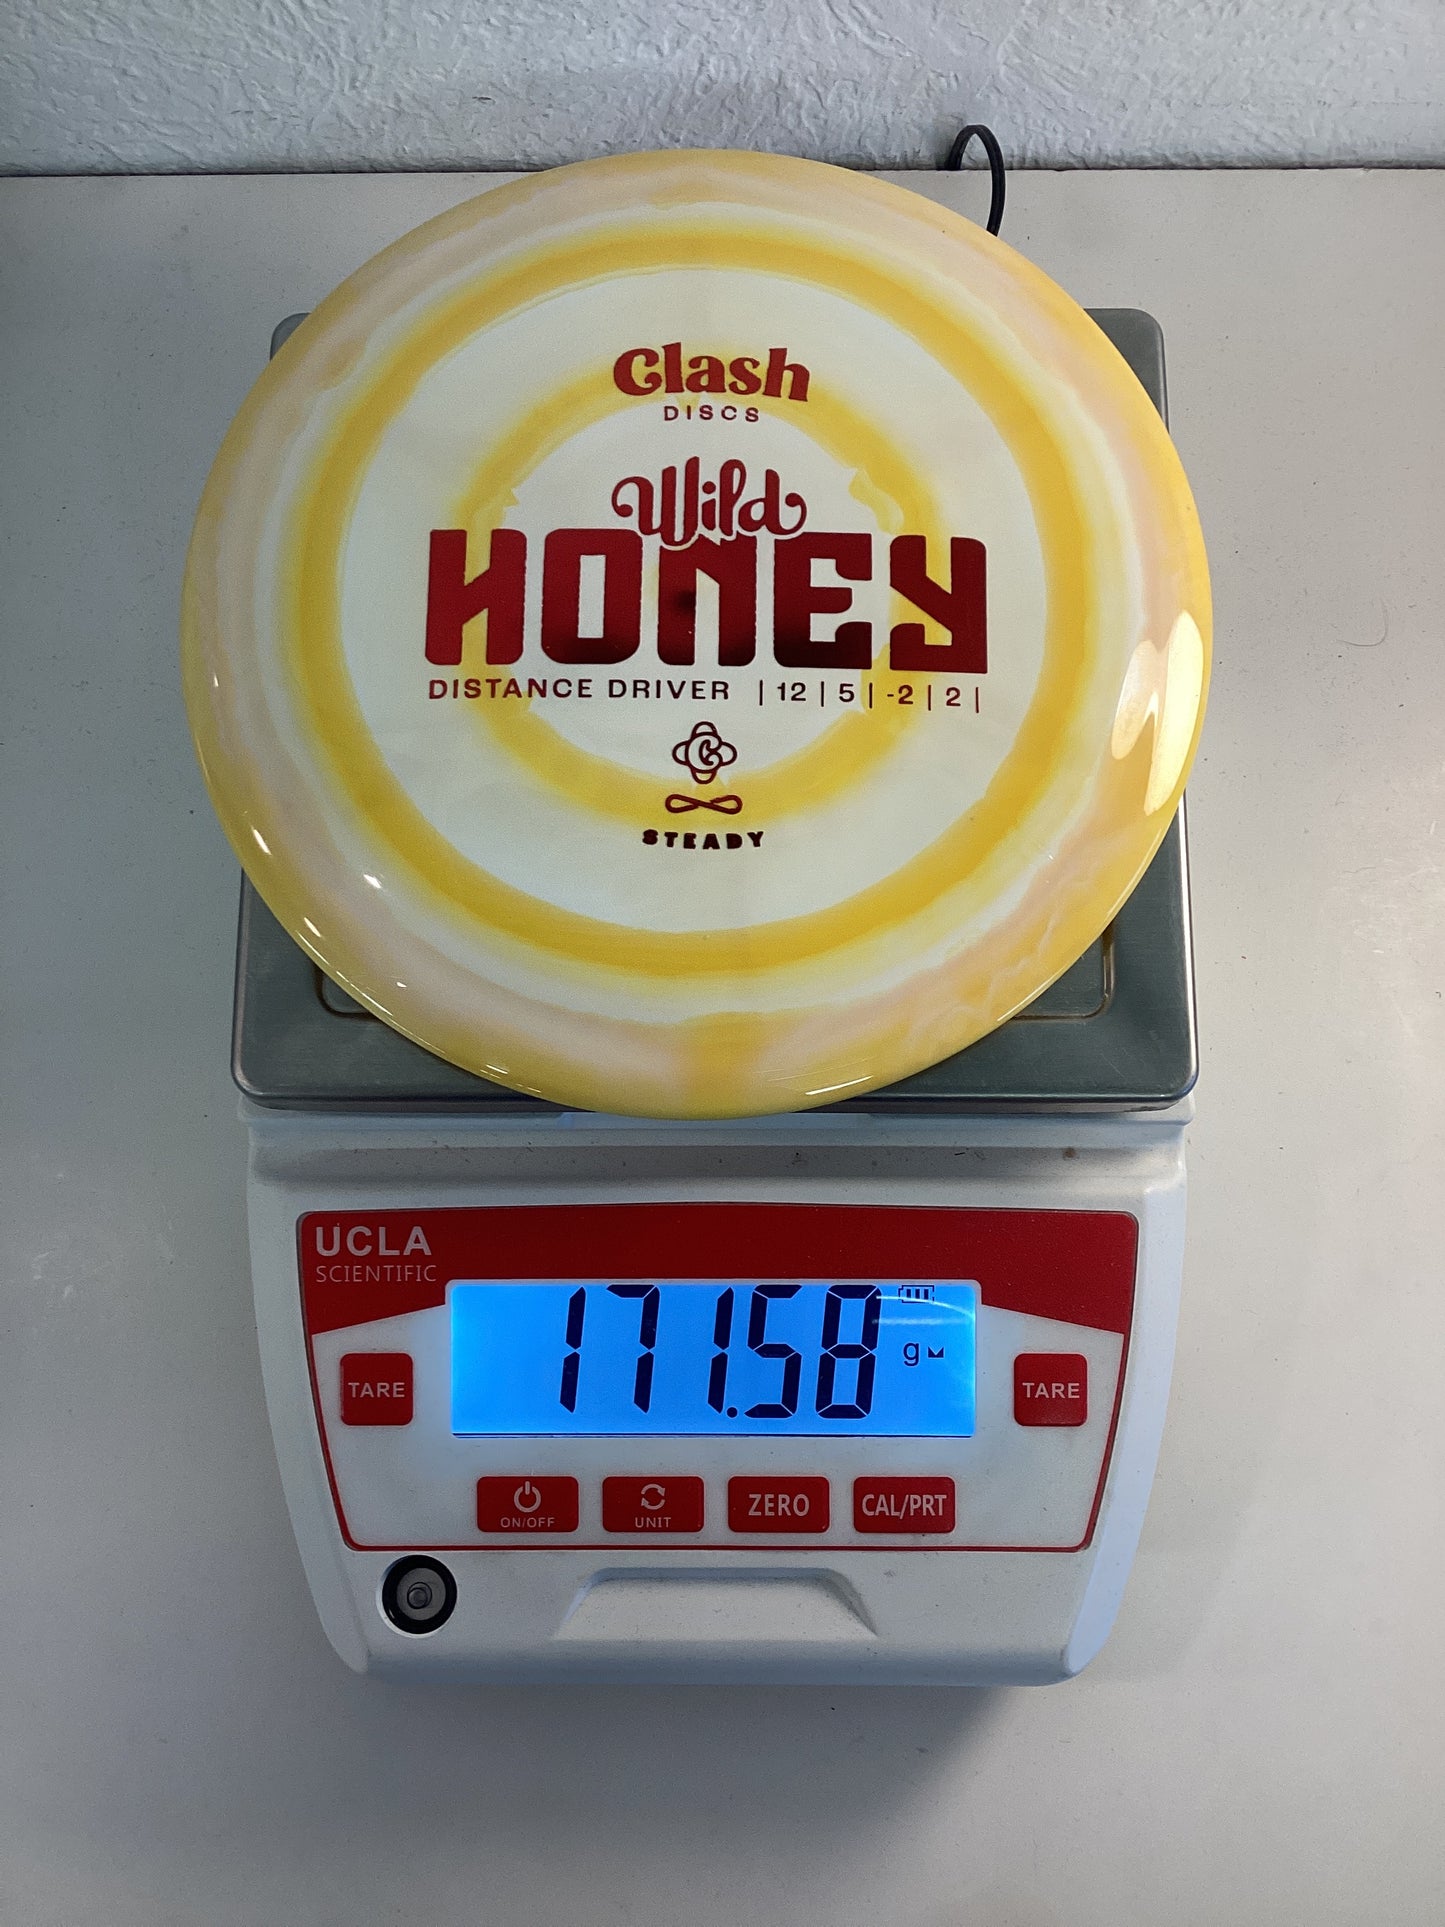 Clash
DISCS
Wild
HONEY
DISTANCE DRIVER | 12 | 5 | -2 | 2 |
STEADY
UCLA
SCIENTIFIC
171.58 g
TARE
TARE
ON/OFF
UNIT
ZERO
CAL/PRT